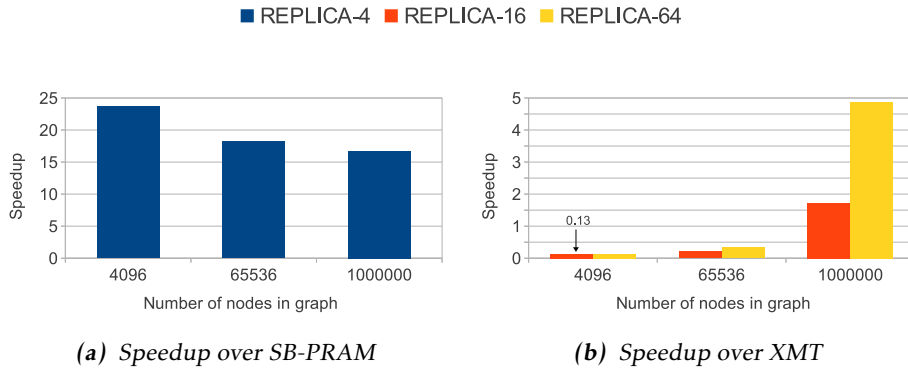 REPLICA-4 REPLICA-16 REPLICA-64
25
20
15
10
5
0
Speedup
4096 65536 1000000
Number of nodes in graph
(a) Speedup over SB-PRAM
5
4
3
2
1
0
Speedup
0.13
4096 65536 1000000
Number of nodes in graph
(b) Speedup over XMT